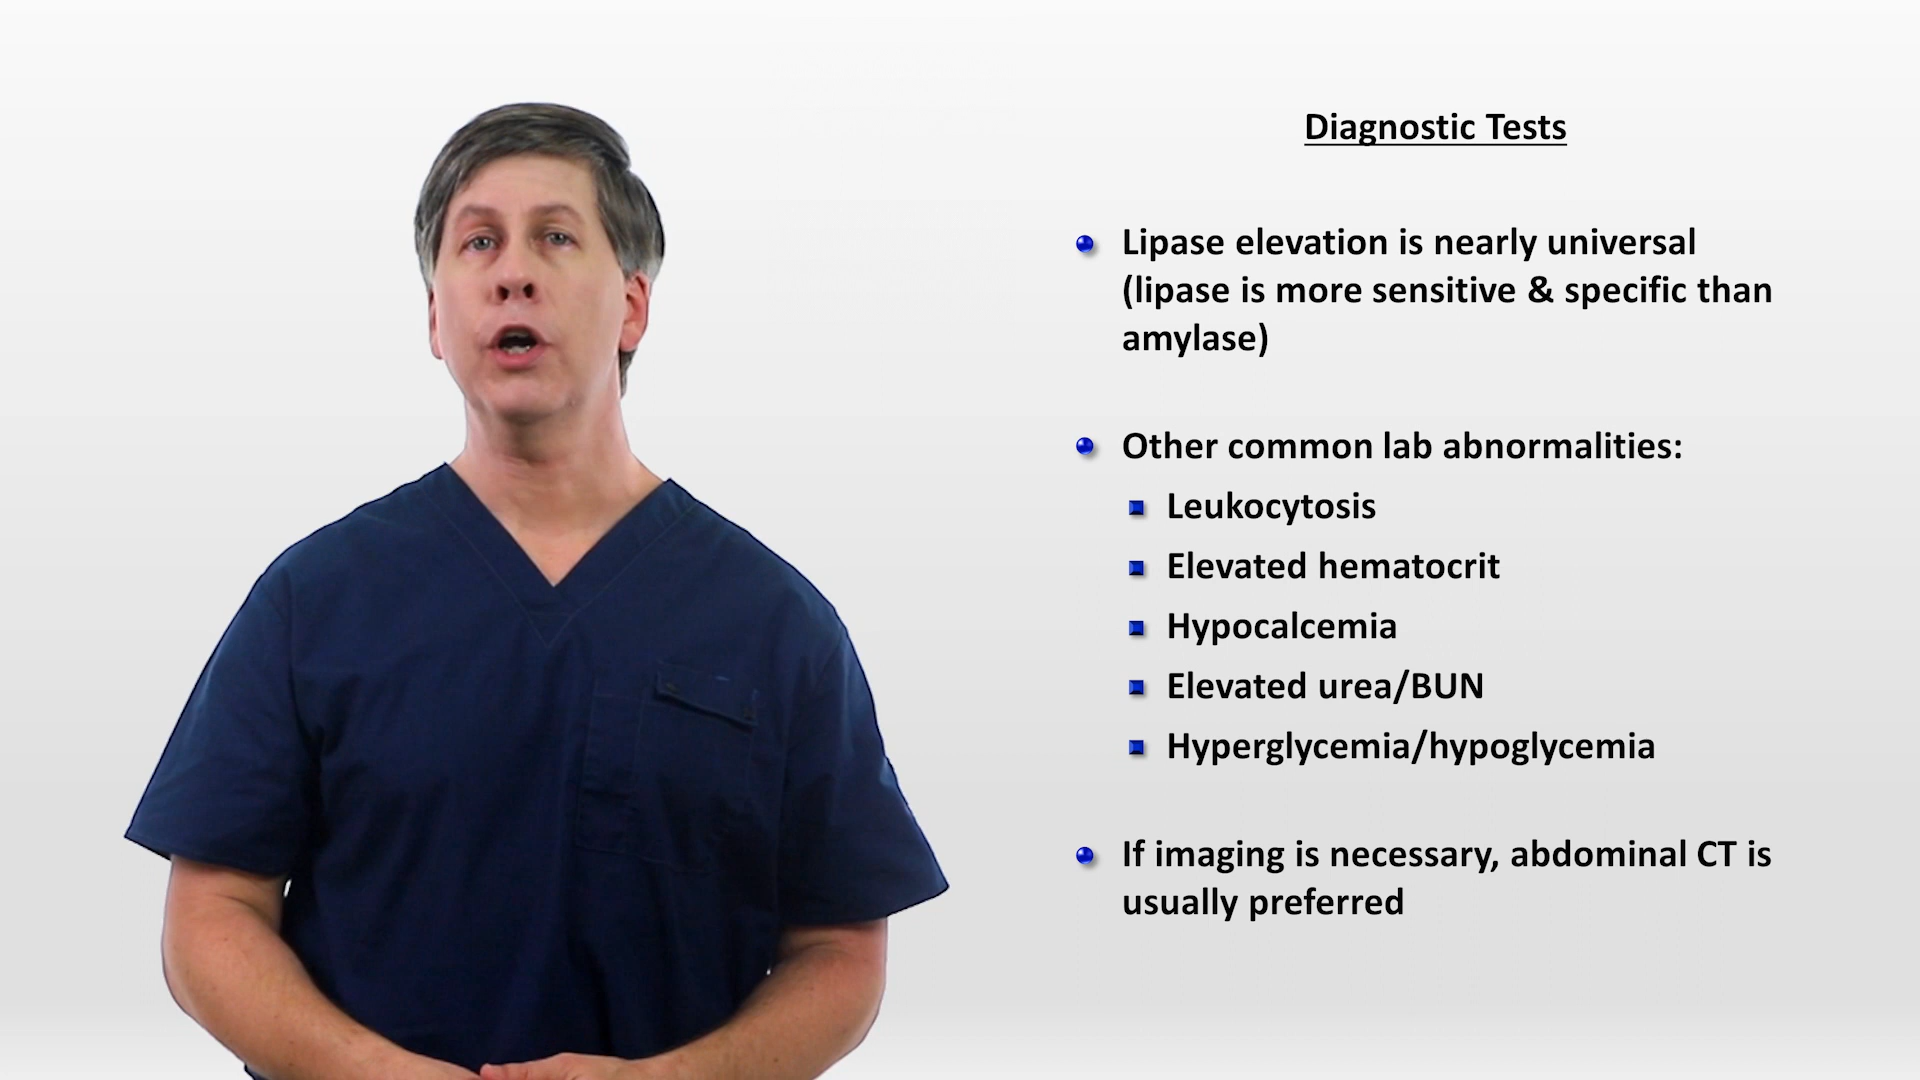 Diagnostic Tests
Lipase elevation is nearly universal
(lipase is more sensitive & specific than
amylase)
Other common lab abnormalities:
Leukocytosis
Elevated hematocrit
Hypocalcemia
Elevated urea/BUN
Hyperglycemia/hypoglycemia
If imaging is necessary, abdominal CT is
usually preferred